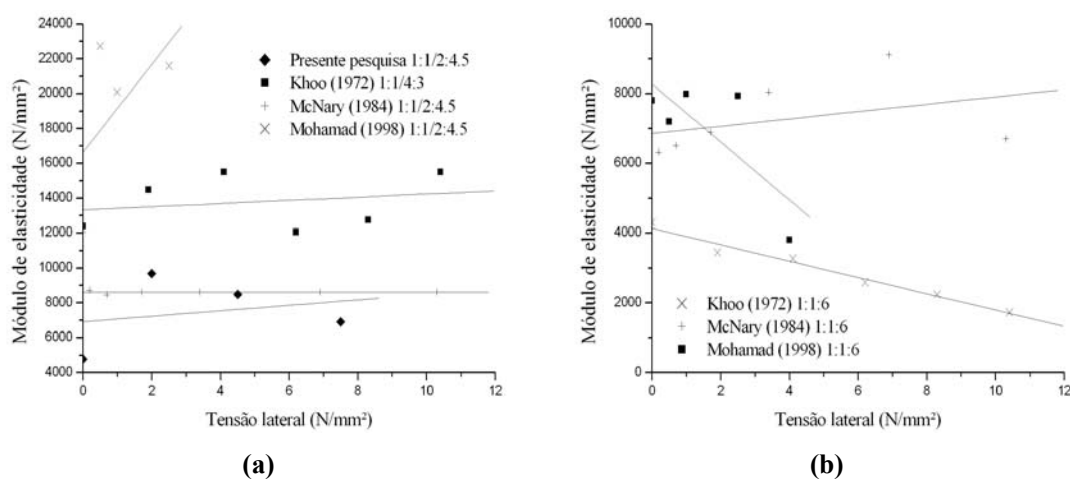 24000
22000
20000
18000
16000
14000
12000
10000
8000
6000
4000
0
2
4
6
8
10
12
Módulo de elasticidade (N/mm²)
Tensão lateral (N/mm²)
Presente pesquisa 1:1/2:4.5
Khoo (1972) 1:1/4:3
McNary (1984) 1:1/2:4.5
Mohamad (1998) 1:1/2:4.5
(a)
10000
8000
6000
4000
2000
0
0
2
4
6
8
10
12
Módulo de elasticidade (N/mm²)
Tensão lateral (N/mm²)
Khoo (1972) 1:1:6
McNary (1984) 1:1:6
Mohamad (1998) 1:1:6
(b)